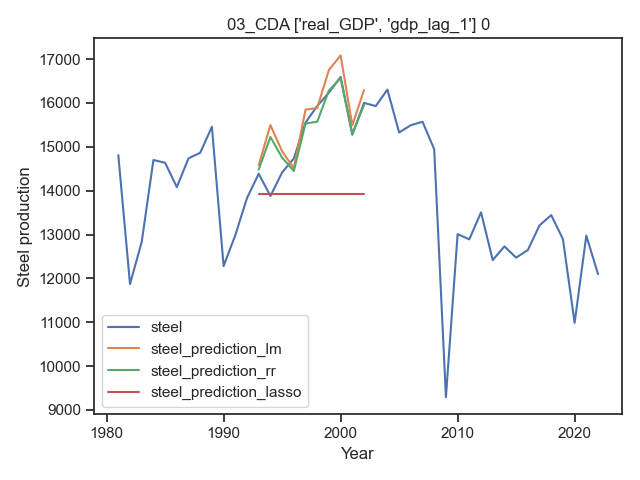 03_CDA ['real_GDP', 'gdp_lag_1'] 0
17000
16000
15000
14000
13000
12000
11000
10000
9000
Steel production
steel
steel_prediction_lm
steel_prediction_rr
steel_prediction_lasso
1980
1990
2000
2010
2020
Year